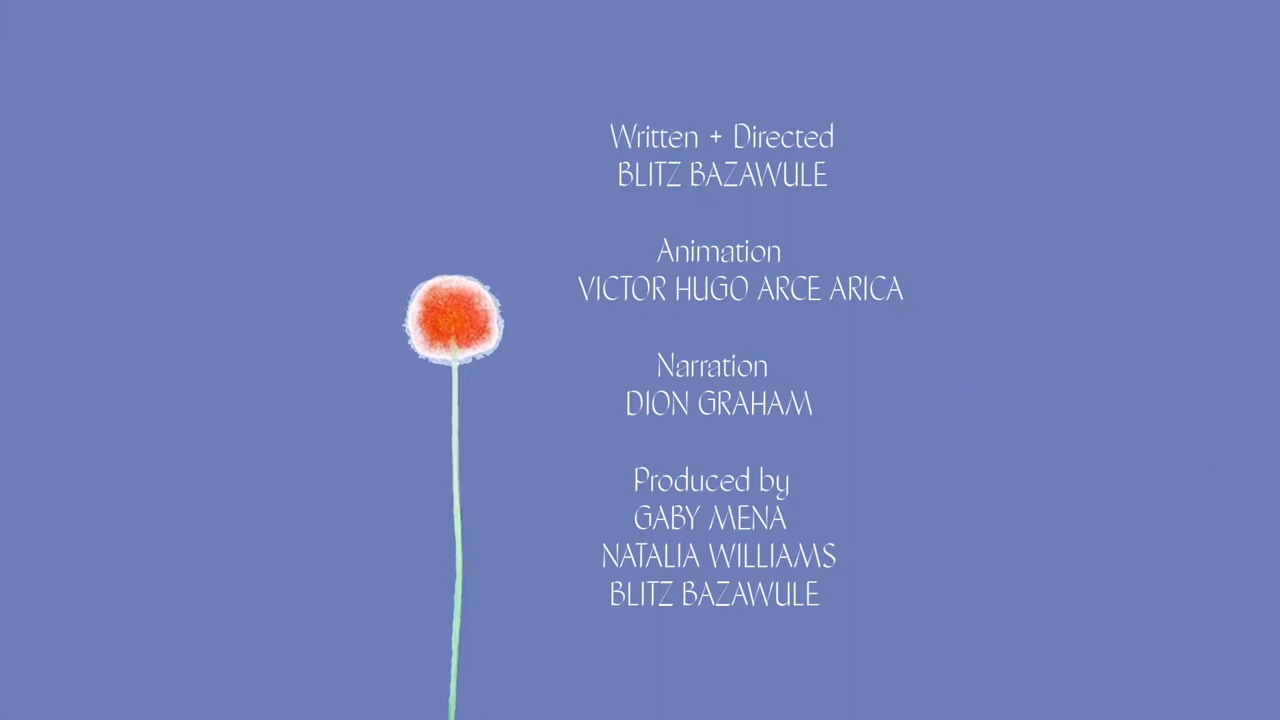 Written + Directed
BLITZ BAZAWULE
Animation
VICTOR HUGO ARCE ARICA
Narration
DION GRAHAM
Produced by
GABY MENA
NATALIA WILLIAMS
BLITZ BAZAWULE